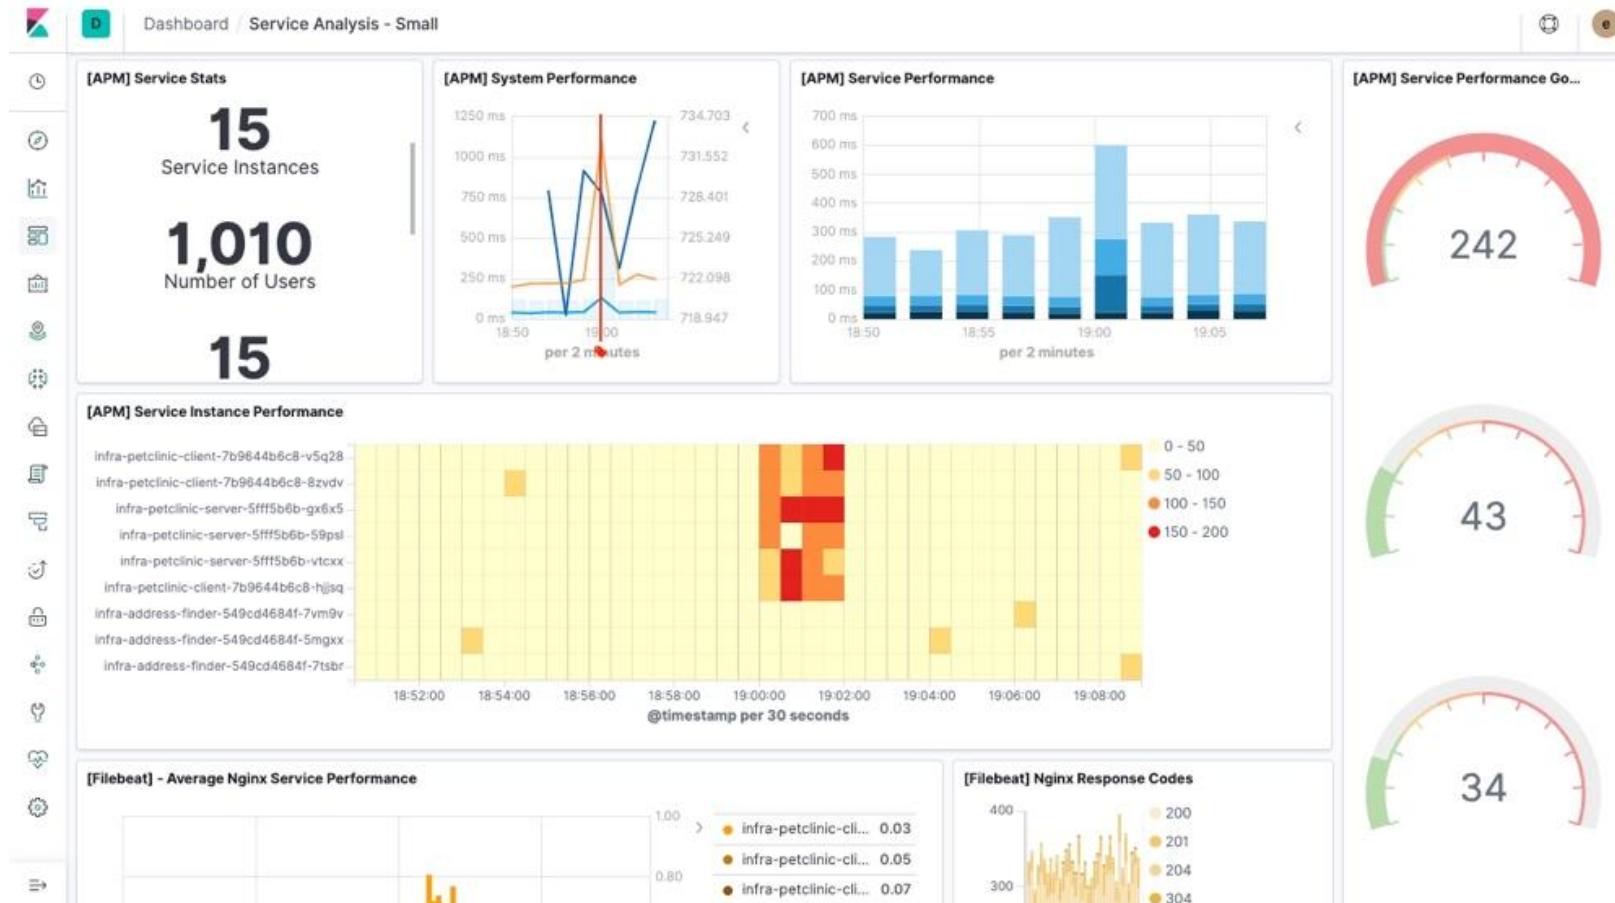 D Dashboard / Service Analysis - Small
e
[APM] Service Stats
15
Service Instances
1,010
Number of Users
15
[APM] System Performance
1250 ms
1000 ms
750 ms
500 ms
250 ms
0 ms
734.703
731.552
728.401
725.249
722.098
718.947
18:50
19:00
per 2 minutes
[APM] Service Performance
700 ms
600 ms
500 ms
400 ms
300 ms
200 ms
100 ms
0 ms
18:50 18:55 19:00 19:05
per 2 minutes
[APM] Service Performance Go...
242
43
34
[APM] Service Instance Performance
infra-petclinic-client-7b9644b6c8-v5q28
infra-petclinic-client-7b9644b6c8-8zvdv
infra-petclinic-server-5fff5b6b-gx6x5
infra-petclinic-server-5fff5b6b-59psl
infra-petclinic-server-5fff5b6b-vtcxx
infra-petclinic-client-7b9644b6c8-hjjsq
infra-address-finder-549cd4684f-7vm9v
infra-address-finder-549cd4684f-5mgxx
infra-address-finder-549cd4684f-7tsbr
18:52:00 18:54:00 18:56:00 18:58:00 19:00:00 19:02:00 19:04:00 19:06:00 19:08:00
@timestamp per 30 seconds
0 - 50
50 - 100
100 - 150
150 - 200
[Filebeat] - Average Nginx Service Performance
1.00
0.80
infra-petclinic-cli... 0.03
infra-petclinic-cli... 0.05
infra-petclinic-cli... 0.07
[Filebeat] Nginx Response Codes
400
300
200
201
204
304